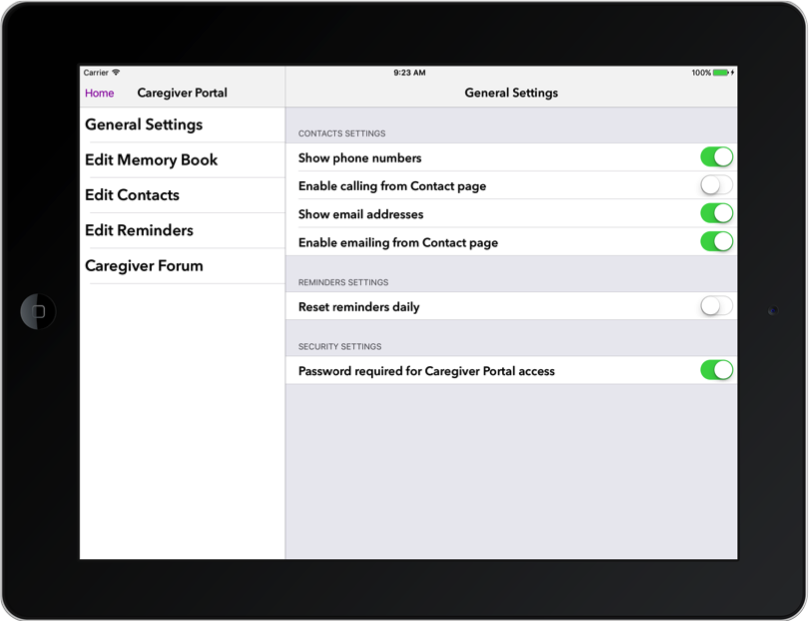 Carrier 9:23 AM 100%
Home Caregiver Portal General Settings
General Settings
Edit Memory Book
Edit Contacts
Edit Reminders
Caregiver Forum
CONTACTS SETTINGS
Show phone numbers
Enable calling from Contact page
Show email addresses
Enable emailing from Contact page
REMINDERS SETTINGS
Reset reminders daily
SECURITY SETTINGS
Password required for Caregiver Portal access